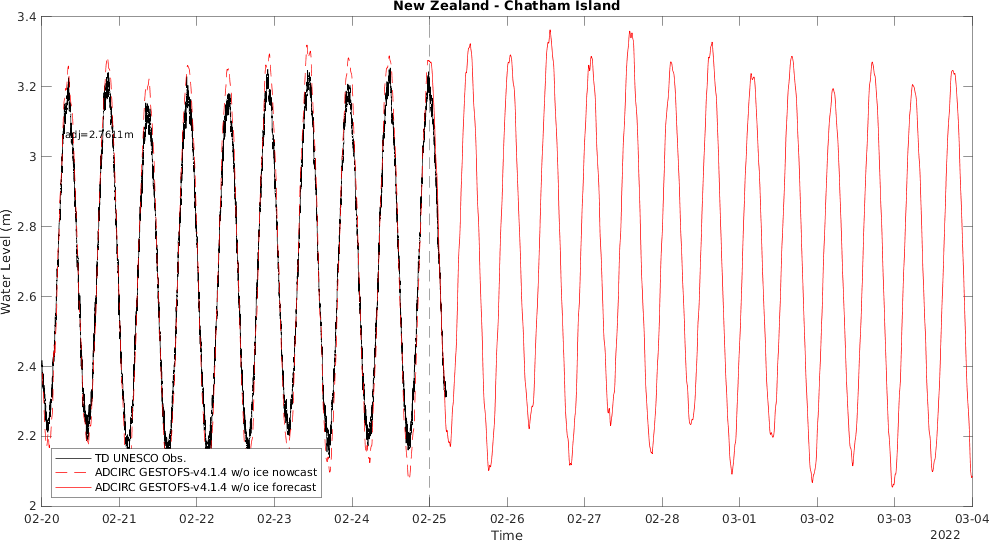 New Zealand - Chatham Island
3.4
3.2
3
2.8
2.6
2.4
2.2
2
Water Level (m)
adj=2.7611m
TD UNESCO Obs.
ADCIRC GESTOFS-v4.1.4 w/o ice nowcast
ADCIRC GESTOFS-v4.1.4 w/o ice forecast
02-20 02-21 02-22 02-23 02-24 02-25 02-26 02-27 02-28 03-01 03-02 03-03 03-04
Time
2022